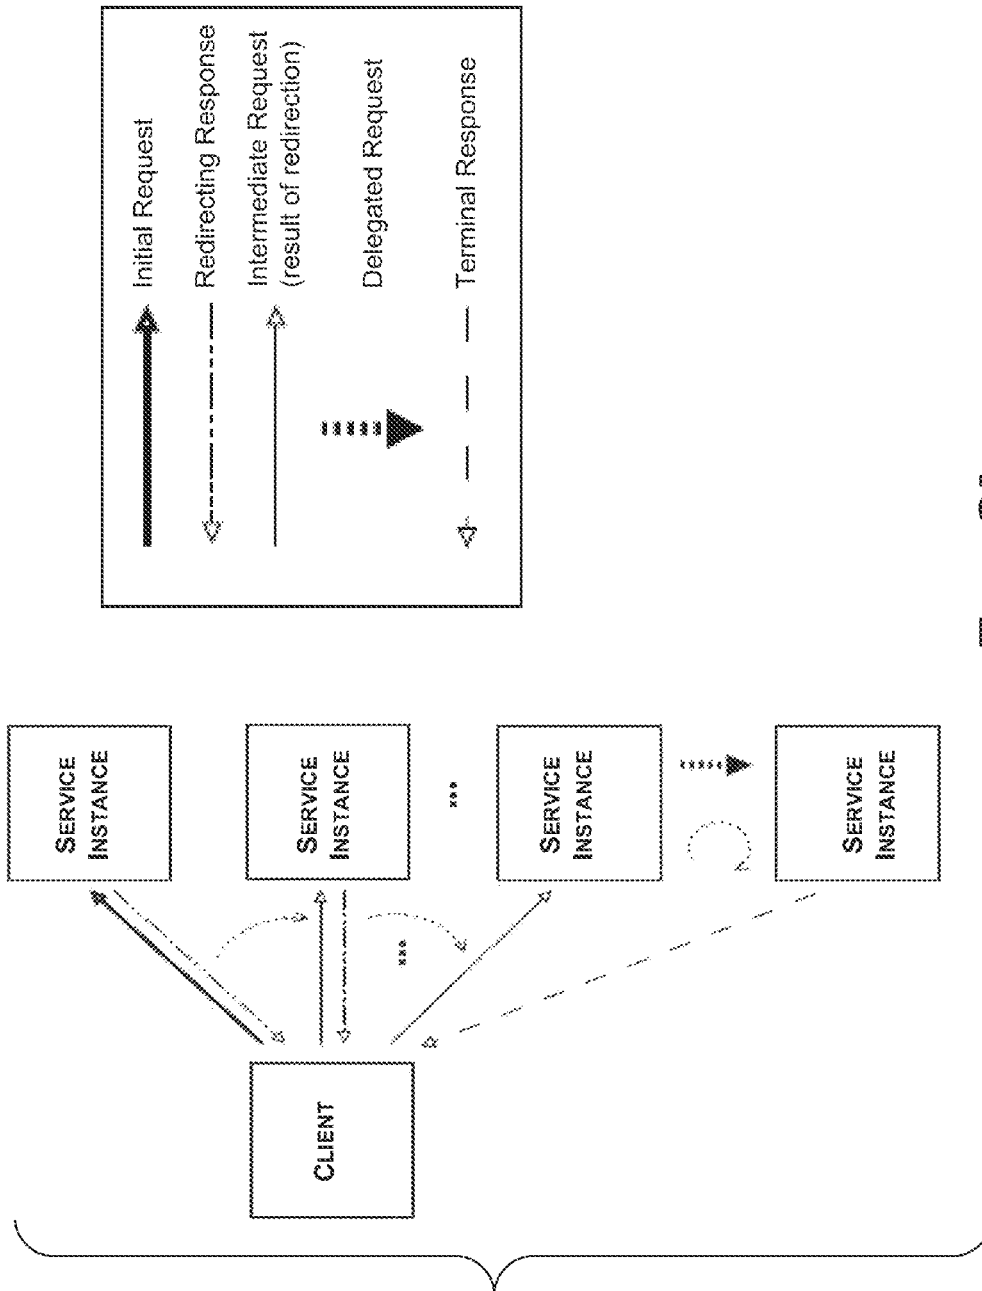 Initial Request
Redirecting Response
Intermediate Request
(result of redirection)
Delegated Request
Terminal Response
SERVICE
INSTANCE
SERVICE
INSTANCE
...
SERVICE
INSTANCE
SERVICE
INSTANCE
...
CLIENT